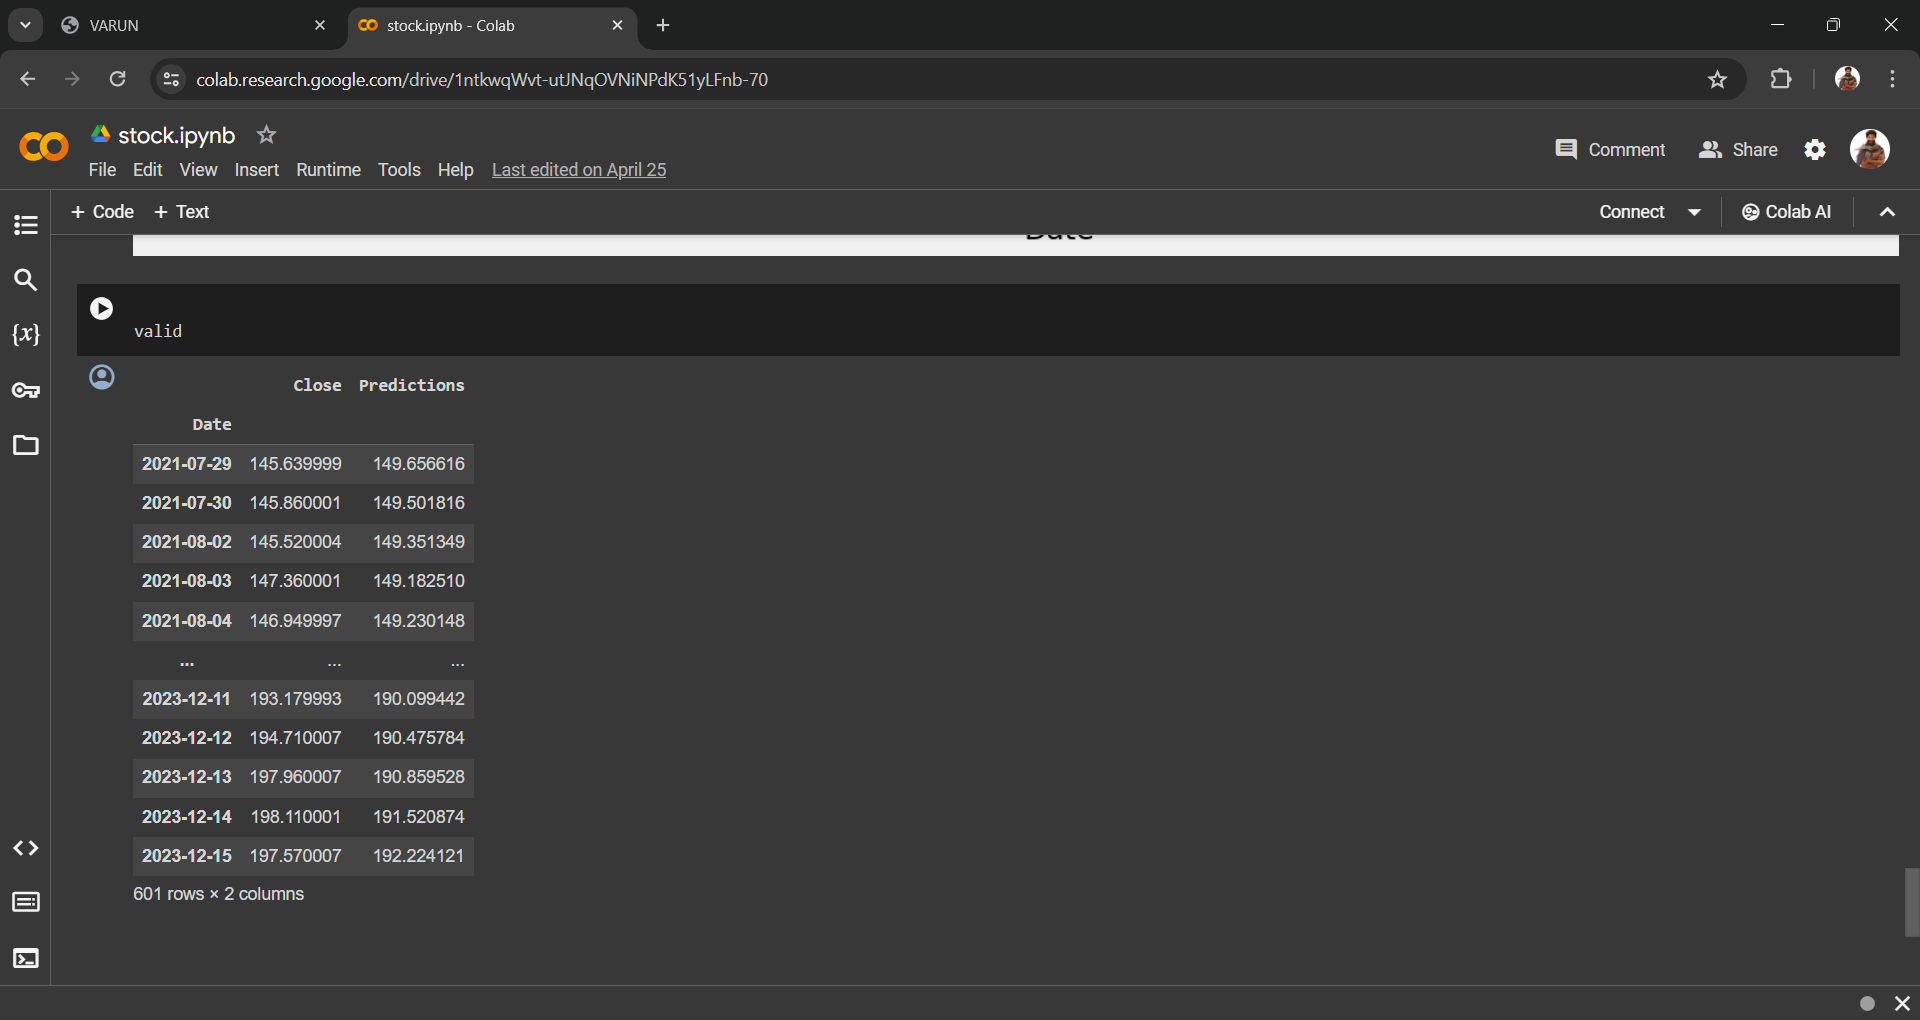 VARUN
stock.ipynb - Colab
colab.research.google.com/drive/1ntkwqWvt-utJNqOVNiNPdK51yLFnb-70
CO
stock.ipynb
File Edit View Insert Runtime Tools Help Last edited on April 25
Comment
Share
+ Code + Text
Connect
Colab AI
Date
{x}
valid
Close Predictions
Date
2021-07-29 145.639999 149.656616
2021-07-30 145.860001 149.501816
2021-08-02 145.520004 149.351349
2021-08-03 147.360001 149.182510
2021-08-04 146.949997 149.230148
... ... ...
2023-12-11 193.179993 190.099442
2023-12-12 194.710007 190.475784
2023-12-13 197.960007 190.859528
2023-12-14 198.110001 191.520874
2023-12-15 197.570007 192.224121
601 rows × 2 columns